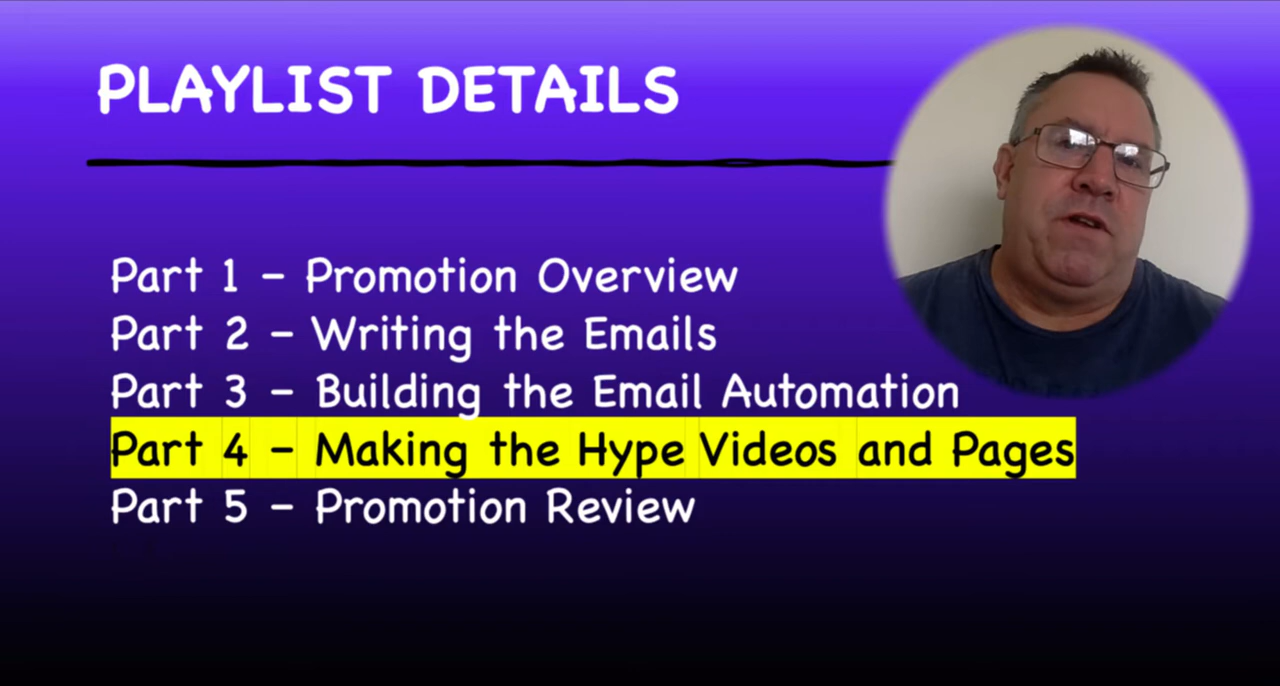 PLAYLIST DETAILS
Part 1 – Promotion Overview
Part 2 – Writing the Emails
Part 3 – Building the Email Automation
Part 4 – Making the Hype Videos and Pages
Part 5 – Promotion Review